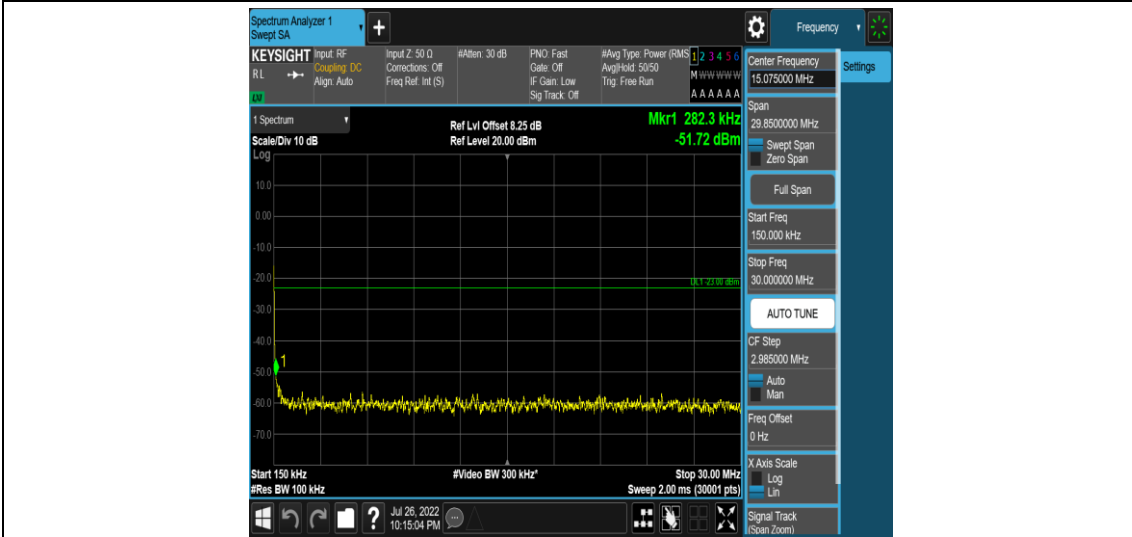 Spectrum Analyzer 1
Swept SA
+
Frequency
KEYSIGHT
RL
Input: RF
Coupling: DC
Align: Auto
Input Z: 50 Ω
Corrections: Off
Freq Ref: Int (S)
#Atten: 30 dB
PNO: Fast
Gate: Off
IF Gain: Low
Sig Track: Off
#Avg Type: Power (RMS
Avg|Hold: 50/50
Trig: Free Run
1 2 3 4 5 6
M W W W W W
A A A A A A
1 Spectrum
Scale/Div 10 dB
Log
Ref Lvl Offset 8.25 dB
Ref Level 20.00 dBm
Mkr1 282.3 kHz
-51.72 dBm
10.0
0.00
-10.0
-20.0
DL1 -23.00 dBm
-30.0
-40.0
1
-50.0
-60.0
-70.0
Start 150 kHz
#Res BW 100 kHz
#Video BW 300 kHz*
Stop 30.00 MHz
Sweep 2.00 ms (30001 pts)
?
Jul 26, 2022
10:15:04 PM
Center Frequency
15.075000 MHz
Settings
Span
29.8500000 MHz
Swept Span
Zero Span
Full Span
Start Freq
150.000 kHz
Stop Freq
30.000000 MHz
AUTO TUNE
CF Step
2.985000 MHz
Auto
Man
Freq Offset
0 Hz
X Axis Scale
Log
Lin
Signal Track
(Span Zoom)